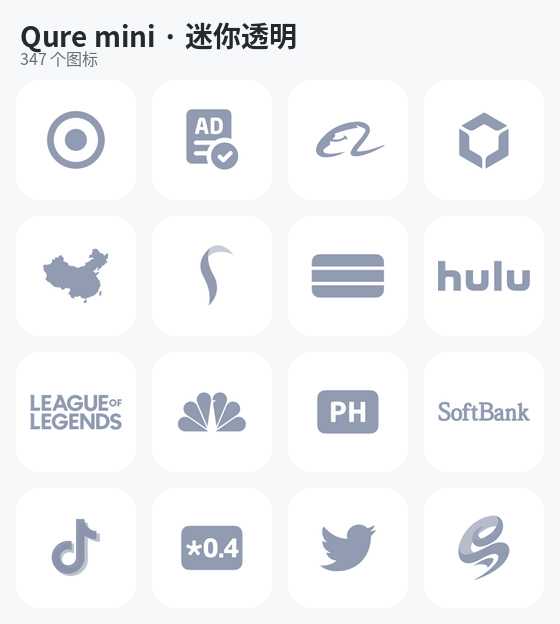 Qure mini · 迷你透明
347 个图标
AD
hulu
LEAGUE OF
LEGENDS
PH
SoftBank
*0.4